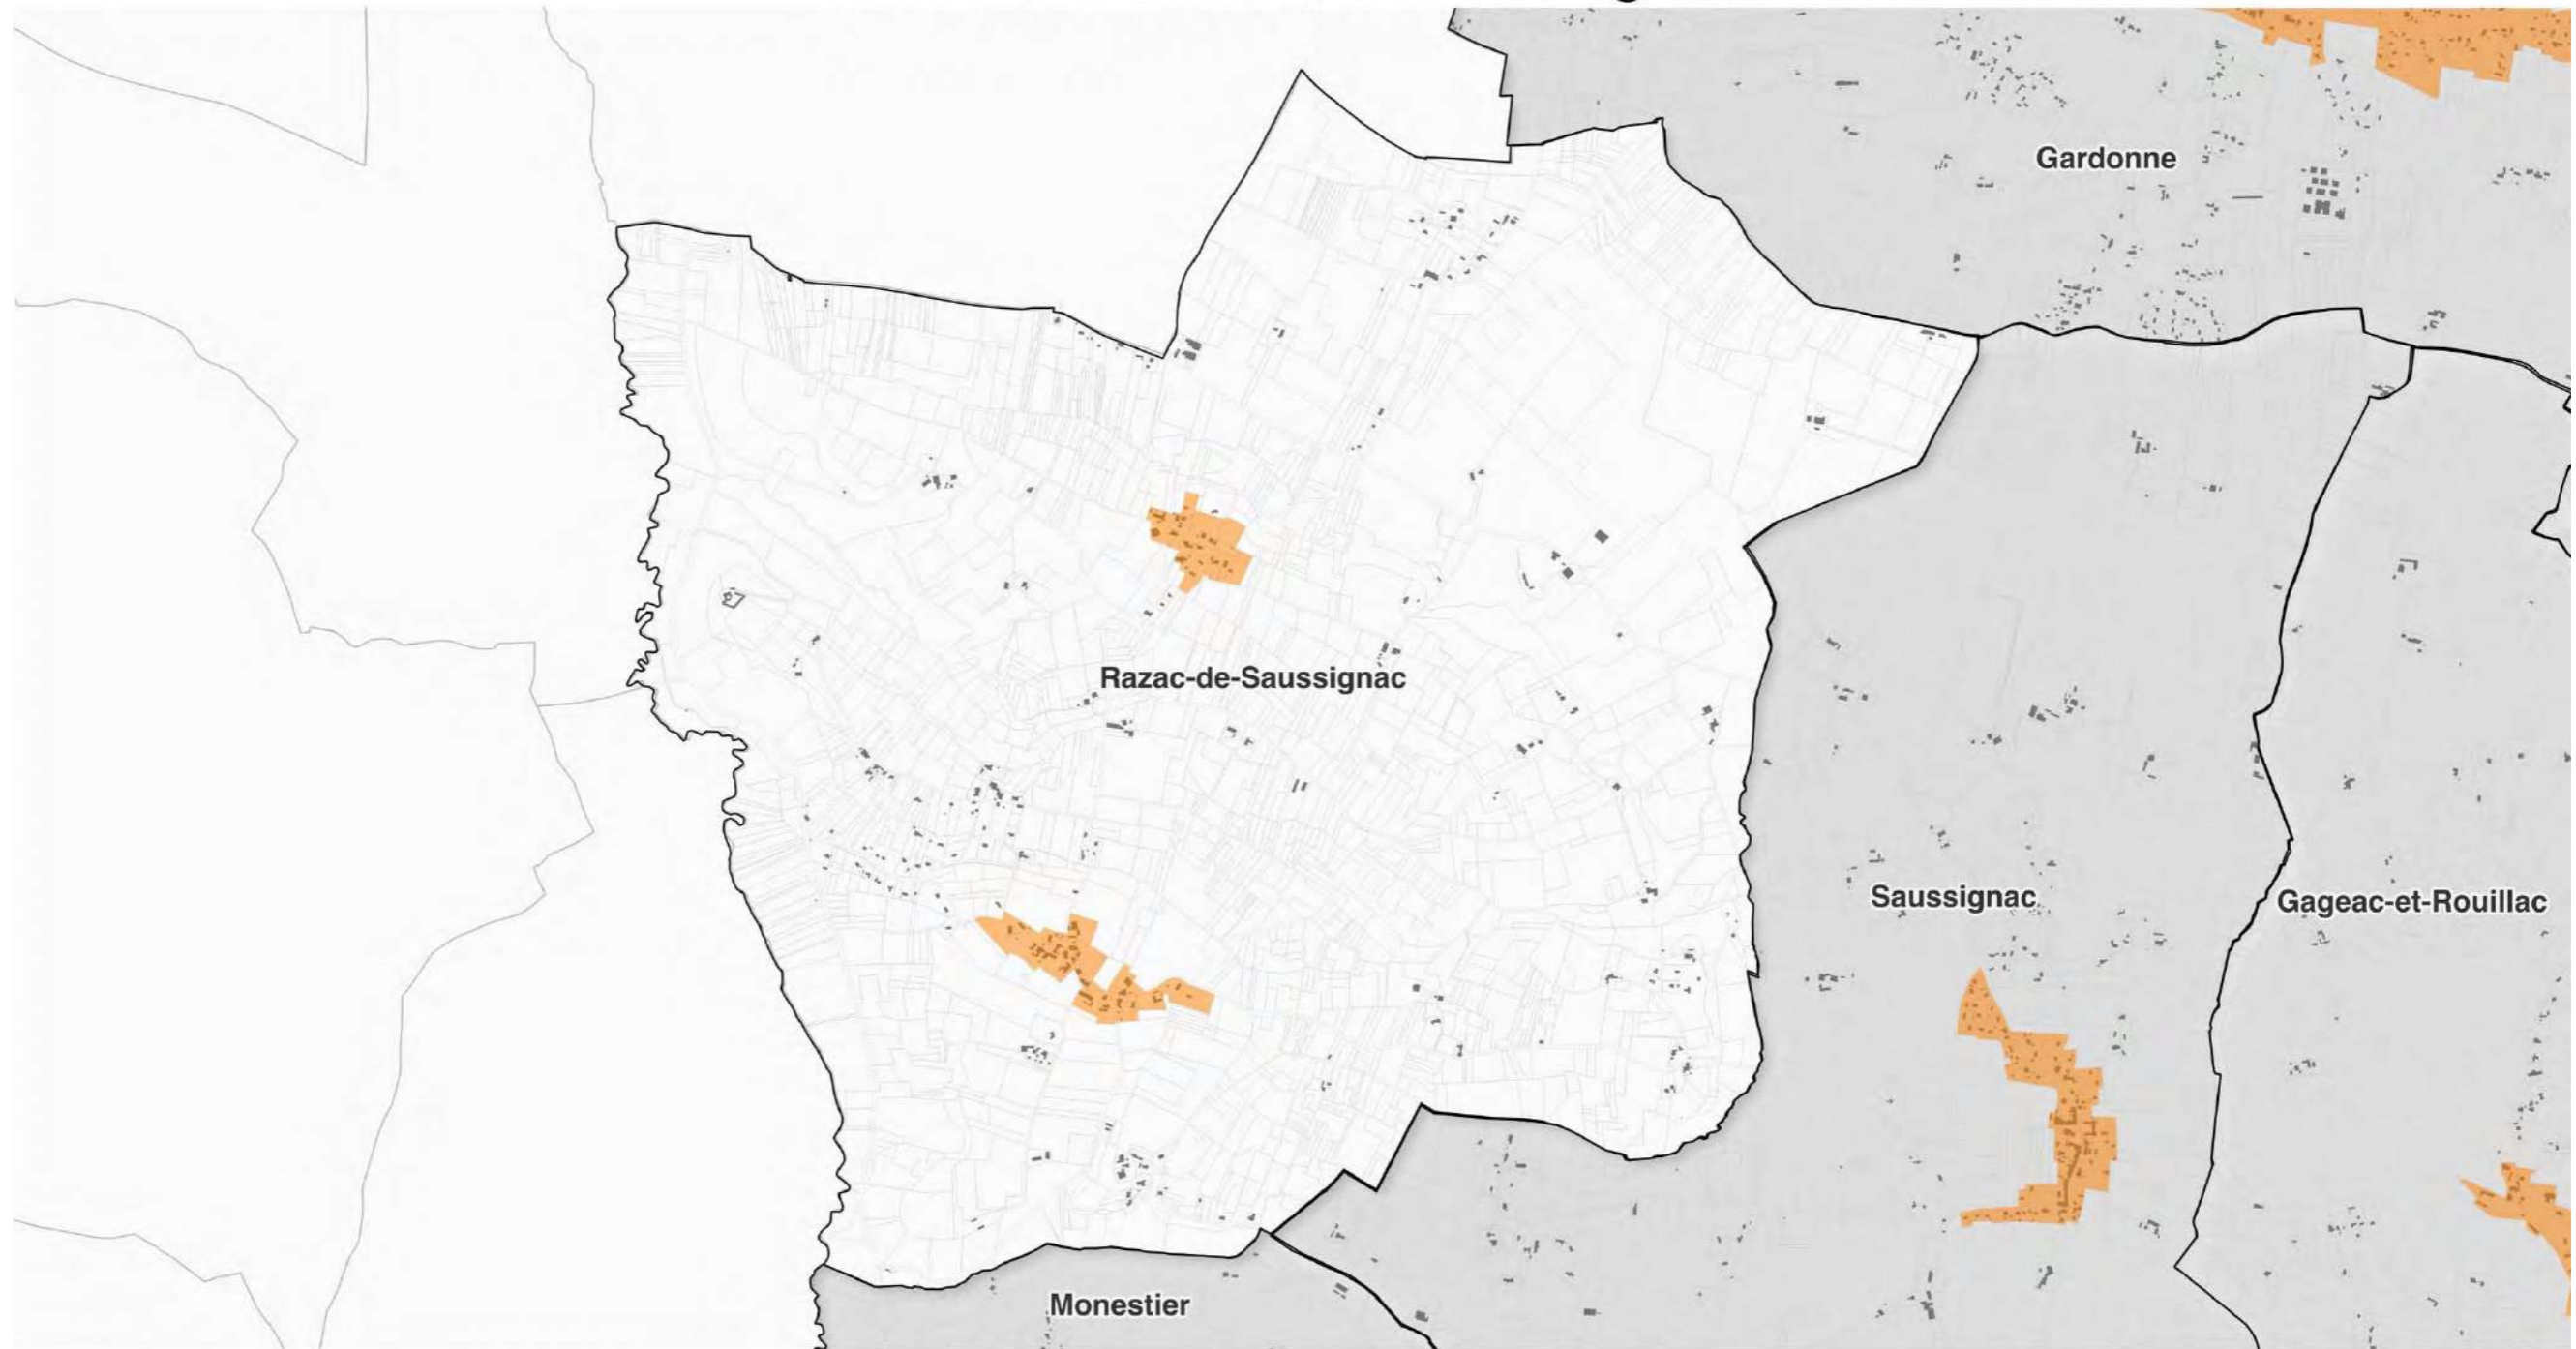 Gardonne
Razac-de-Saussignac
Saussignac
Gageac-et-Rouillac
Monestier